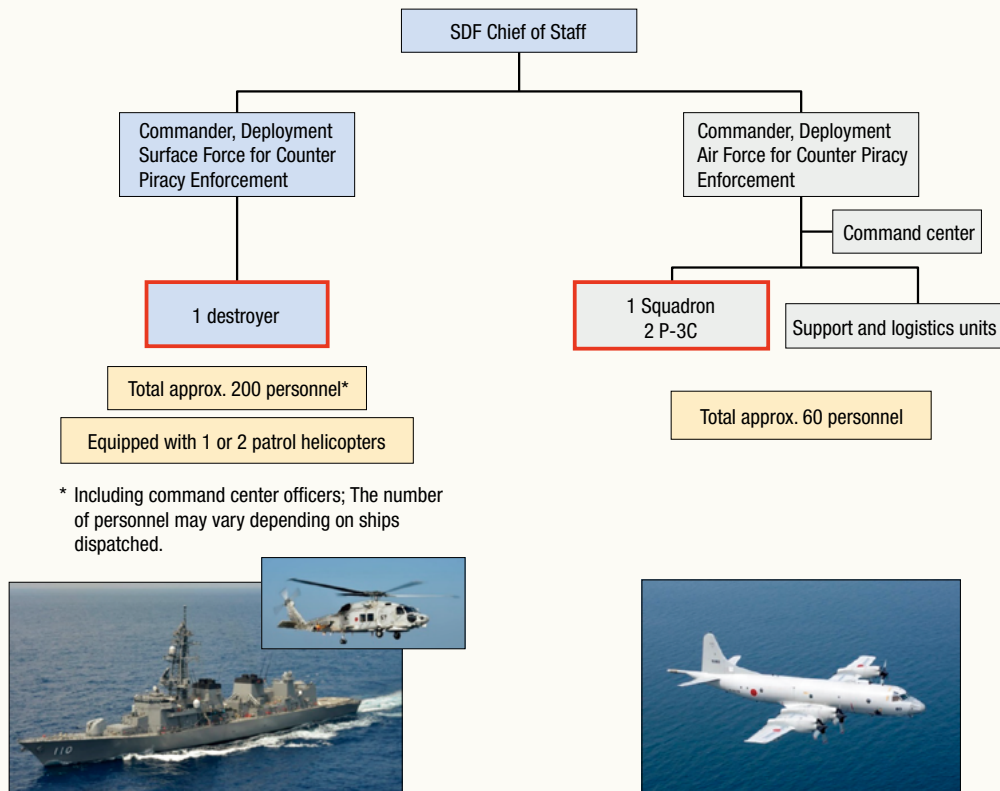 SDF Chief of Staff
Commander, Deployment
Surface Force for Counter
Piracy Enforcement
Commander, Deployment
Air Force for Counter Piracy
Enforcement
Command center
1 destroyer
1 Squadron
2 P-3C
Support and logistics units
Total approx. 200 personnel*
Equipped with 1 or 2 patrol helicopters
Total approx. 60 personnel
* Including command center officers; The number
of personnel may vary depending on ships
dispatched.
110